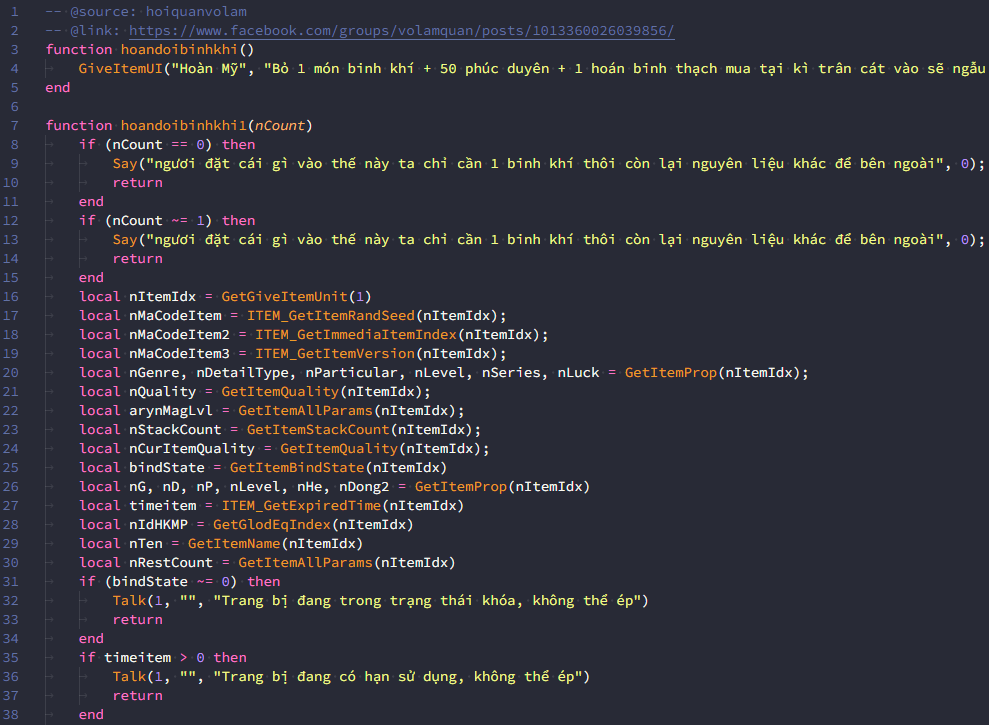 1 -- @source: hoiquanvolam
2 -- @link: https://www.facebook.com/groups/volamquan/posts/1013360026039856/
3 function hoandoibinhkhi()
4 GiveItemUI("Hoàn Mỹ", "Bỏ 1 món binh khí + 50 phúc duyên + 1 hoán binh thạch mua tại kì trân cát vào sẽ ngẫu
5 end
6
7 function hoandoibinhkhi1(nCount)
8 if (nCount == 0) then
9 Say("ngươi đặt cái gì vào thế này ta chỉ cần 1 binh khí thôi còn lại nguyên liệu khác để bên ngoài", 0);
10 return
11 end
12 if (nCount ~= 1) then
13 Say("ngươi đặt cái gì vào thế này ta chỉ cần 1 binh khí thôi còn lại nguyên liệu khác để bên ngoài", 0);
14 return
15 end
16 local nItemIdx = GetGiveItemUnit(1)
17 local nMaCodeItem = ITEM_GetItemRandSeed(nItemIdx);
18 local nMaCodeItem2 = ITEM_GetImmediaItemIndex(nItemIdx);
19 local nMaCodeItem3 = ITEM_GetItemVersion(nItemIdx);
20 local nGenre, nDetailType, nParticular, nLevel, nSeries, nLuck = GetItemProp(nItemIdx);
21 local nQuality = GetItemQuality(nItemIdx);
22 local arynMagLvl = GetItemAllParams(nItemIdx);
23 local nStackCount = GetItemStackCount(nItemIdx);
24 local nCurItemQuality = GetItemQuality(nItemIdx);
25 local bindState = GetItemBindState(nItemIdx)
26 local nG, nD, nP, nLevel, nHe, nDong2 = GetItemProp(nItemIdx)
27 local timeitem = ITEM_GetExpiredTime(nItemIdx)
28 local nIdHKMP = GetGlodEqIndex(nItemIdx)
29 local nTen = GetItemName(nItemIdx)
30 local nRestCount = GetItemAllParams(nItemIdx)
31 if (bindState ~= 0) then
32 Talk(1, "", "Trang bị đang trong trạng thái khóa, không thể ép")
33 return
34 end
35 if timeitem > 0 then
36 Talk(1, "", "Trang bị đang có hạn sử dụng, không thể ép")
37 return
38 end